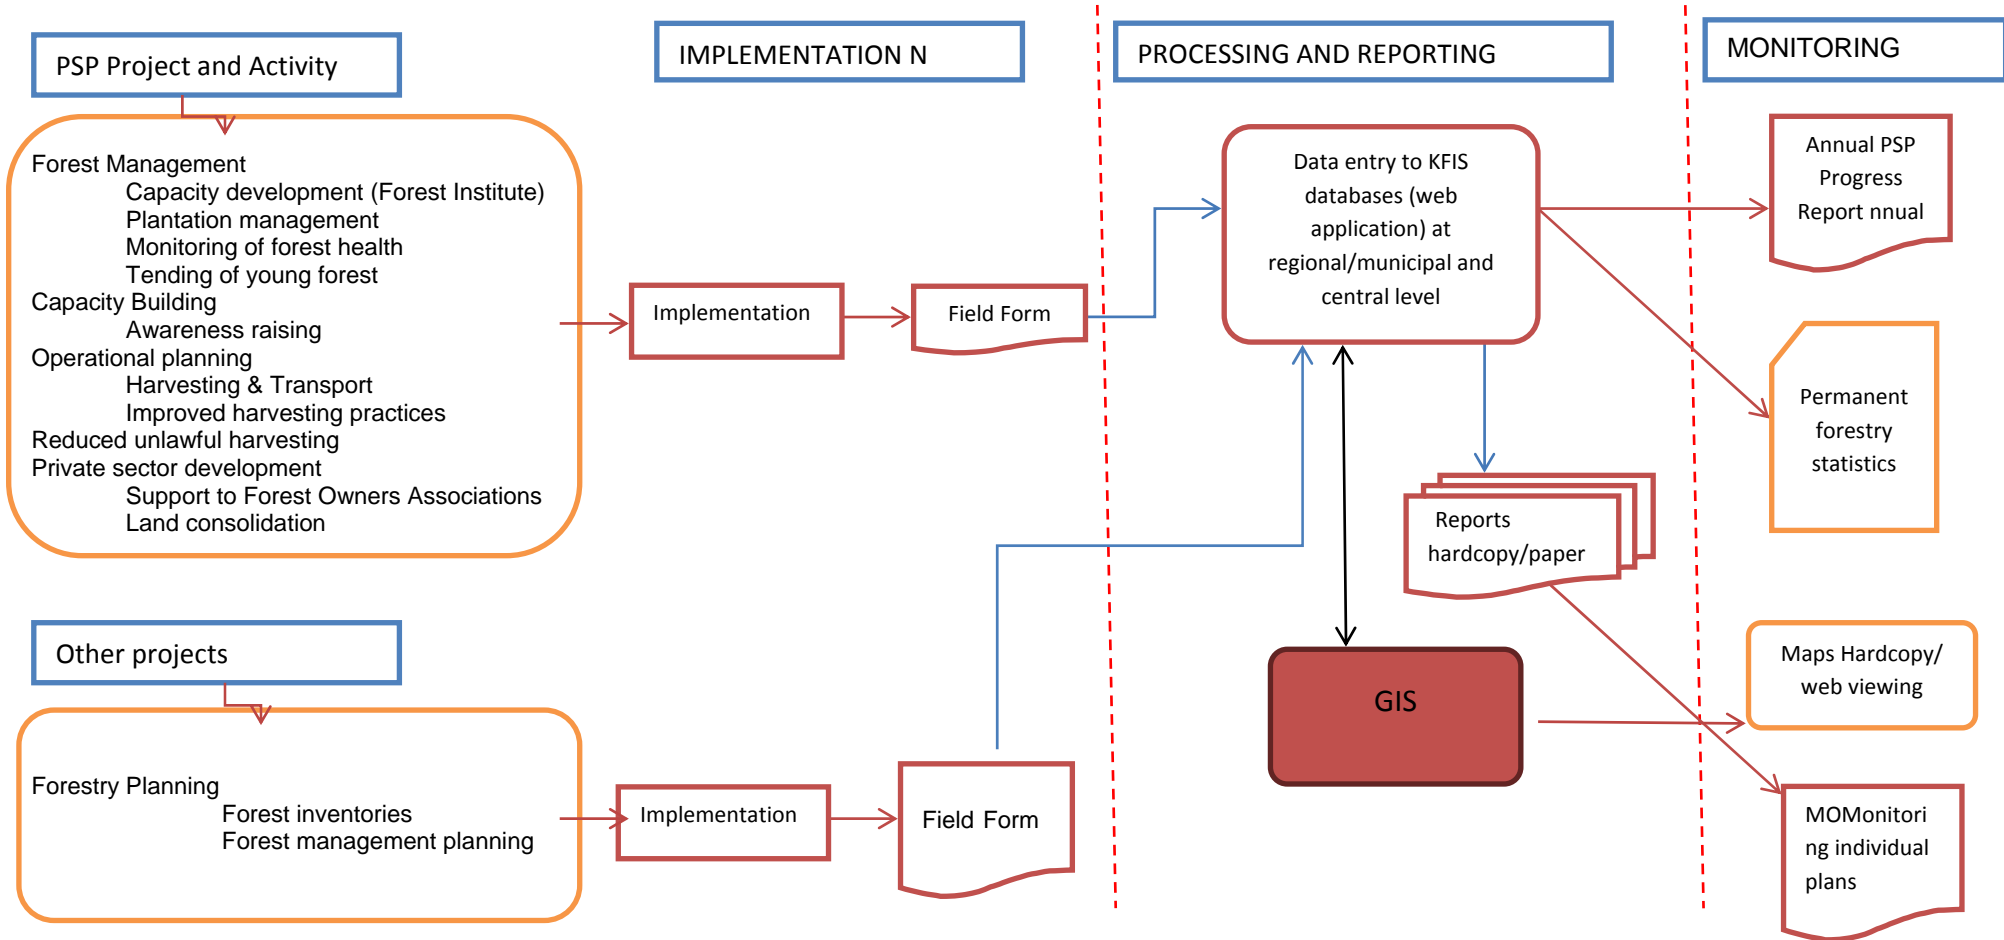 PSP Project and Activity
IMPLEMENTATION N
PROCESSING AND REPORTING
MONITORING
Forest Management
Capacity development (Forest Institute)
Plantation management
Monitoring of forest health
Tending of young forest
Capacity Building
Awareness raising
Operational planning
Harvesting & Transport
Improved harvesting practices
Reduced unlawful harvesting
Private sector development
Support to Forest Owners Associations
Land consolidation
Implementation
Field Form
Data entry to KFIS
databases (web
application) at
regional/municipal and
central level
Annual PSP
Progress
Report nnual
Permanent
forestry
statistics
Reports
hardcopy/paper
Other projects
Forestry Planning
Forest inventories
Forest management planning
Implementation
Field Form
GIS
Maps Hardcopy/
web viewing
MOMonitori
ng individual
plans